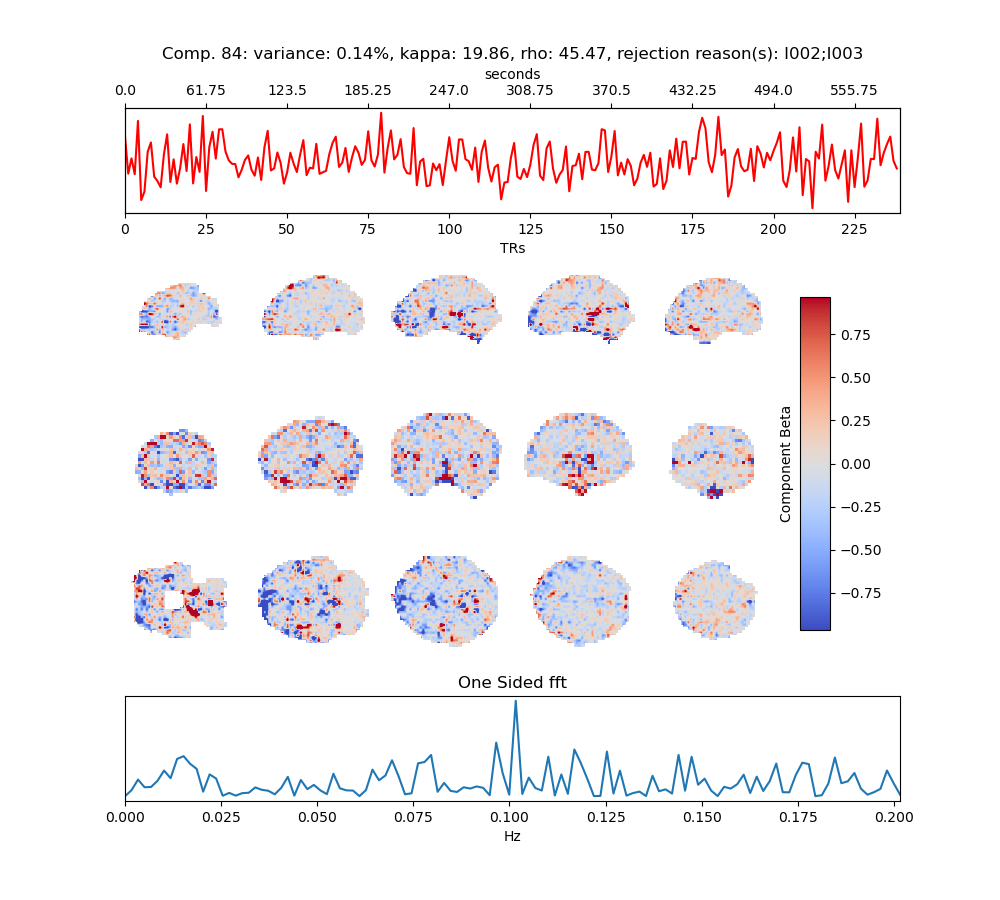 Comp. 84: variance: 0.14%, kappa: 19.86, rho: 45.47, rejection reason(s): I002;I003
seconds
0.0 61.75 123.5 185.25 247.0 308.75 370.5 432.25 494.0 555.75
0 25 50 75 100 125 150 175 200 225
TRs
0.75
0.50
0.25
0.00
−0.25
−0.50
−0.75
Component Beta
One Sided fft
0.000 0.025 0.050 0.075 0.100 0.125 0.150 0.175 0.200
Hz